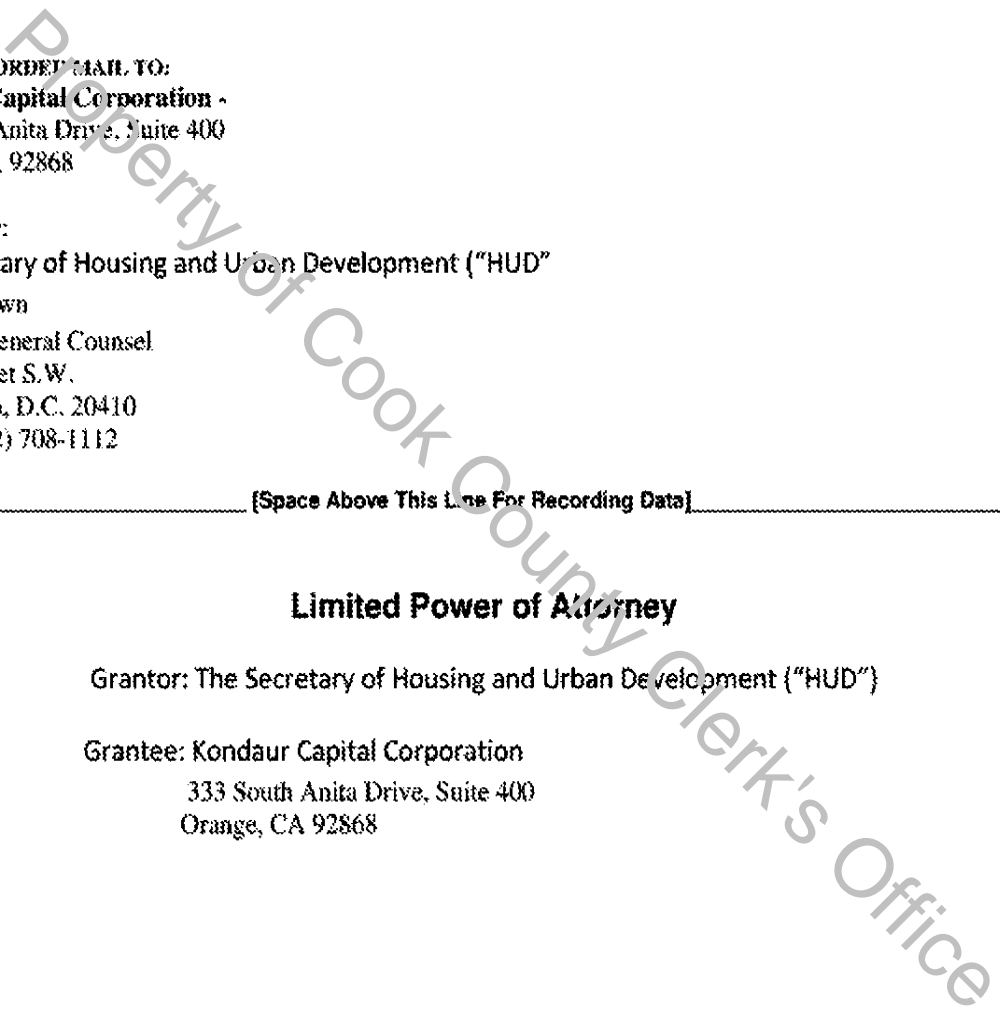 ORDED MAIL TO:
Capital Corporation -
Anita Drive, Suite 400
92868
ary of Housing and Urban Development ("HUD"
wn
eneral Counsel
et S.W.
, D.C. 20410
2) 708-1112
[Space Above This Line For Recording Data]
Limited Power of Attorney
Grantor: The Secretary of Housing and Urban Development ("HUD")
Grantee: Kondaur Capital Corporation
333 South Anita Drive, Suite 400
Orange, CA 92868
Property of Cook County Clerk's Office